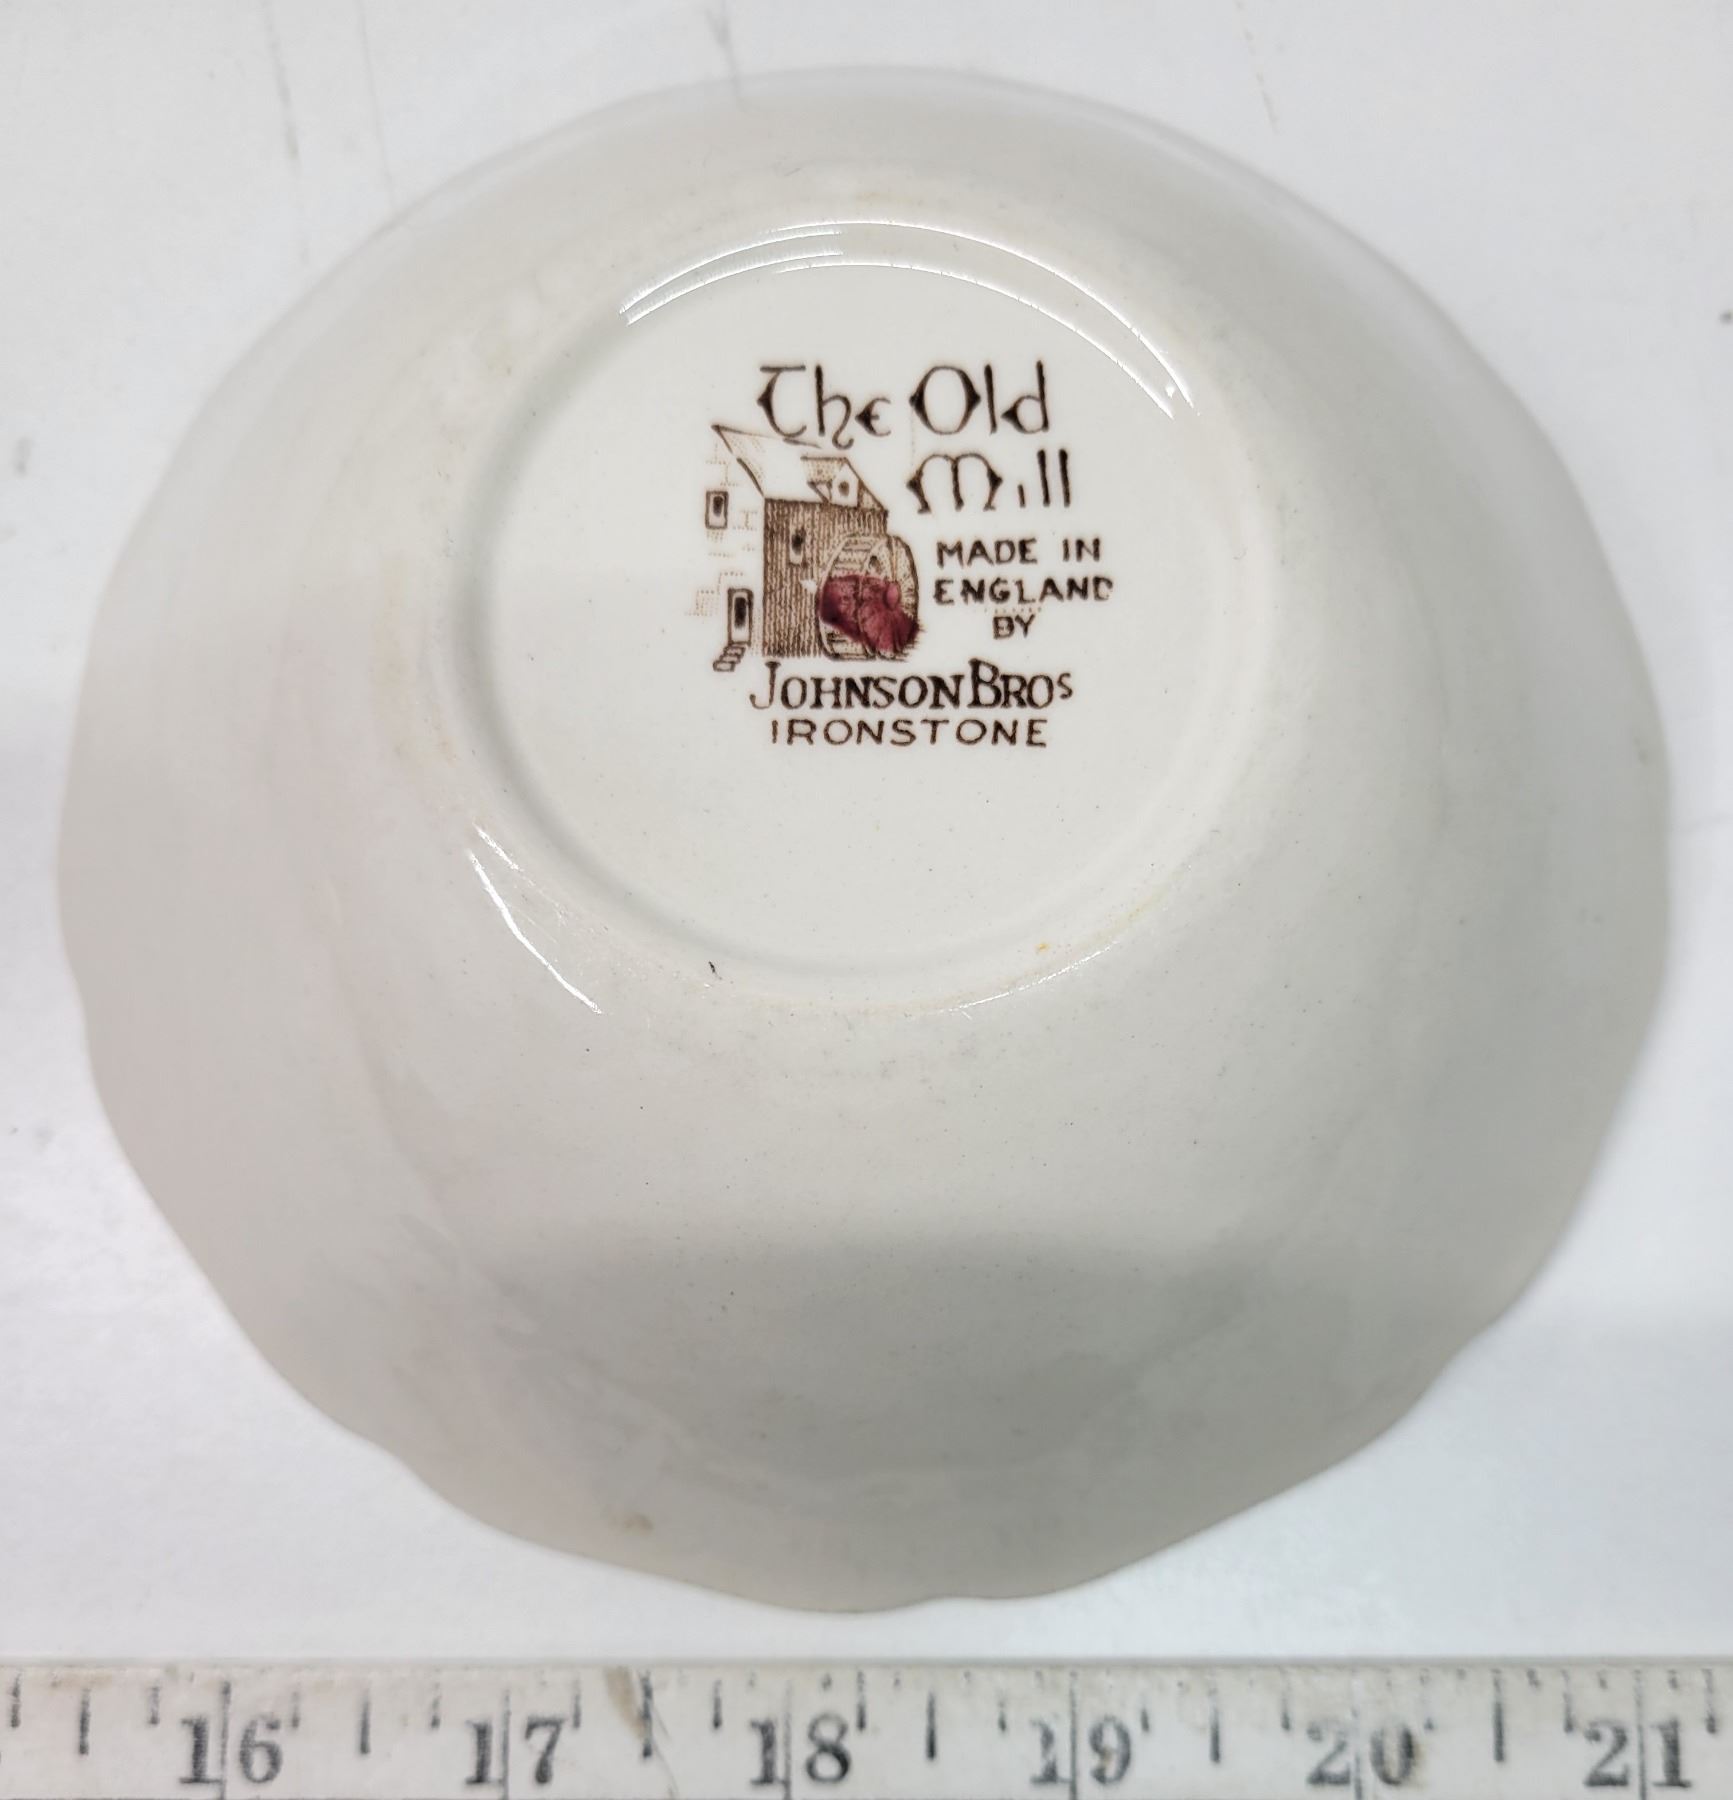 The Old
Mill
MADE IN
ENGLAND
BY
JOHNSON BROS
IRONSTONE
16 17 18 19 20 21